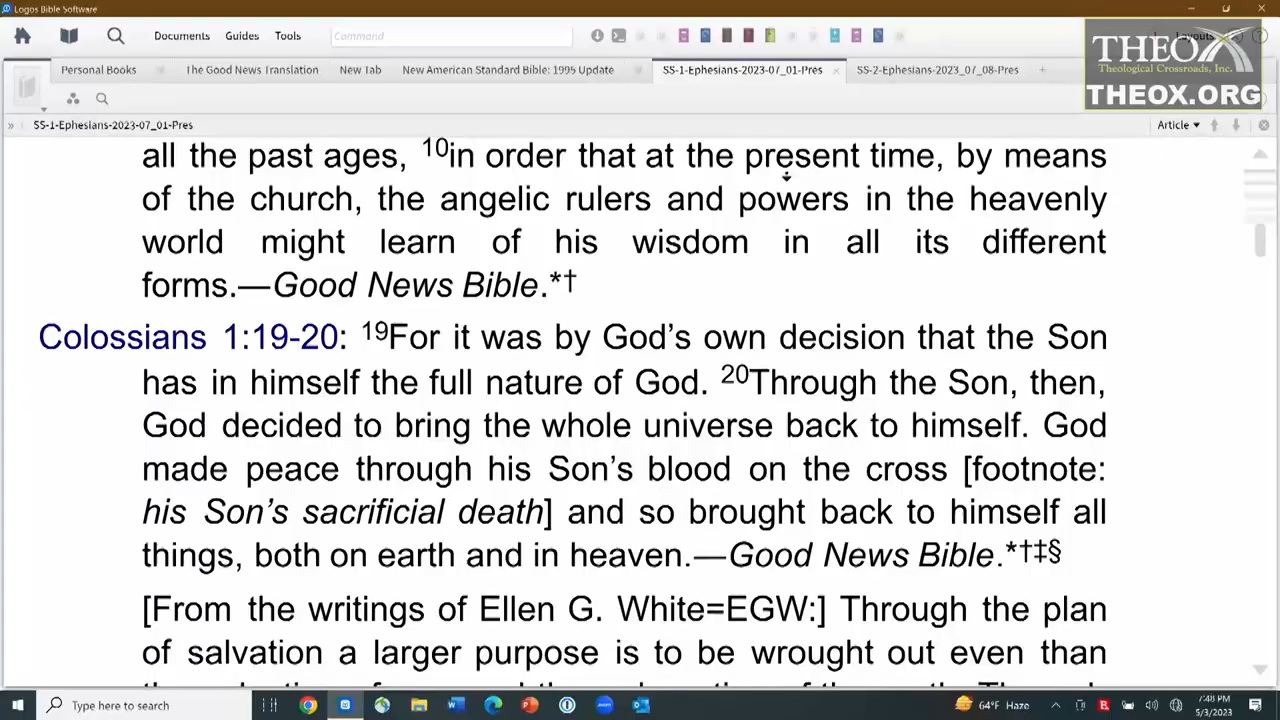 Logos Bible Software
Documents Guides Tools Command Layouts
THEOX
Theological Crossroads, Inc.
THEOX.ORG
Personal Books The Good News Translation New Tab New Am anded Bible: 1995 Update SS-1-Ephesians-2023-07_01-Pres × SS-2-Ephesians-2023_07_08-Pres +
» SS-1-Ephesians-2023-07_01-Pres Article
all the past ages, 10in order that at the present time, by means
of the church, the angelic rulers and powers in the heavenly
world might learn of his wisdom in all its different
forms.—Good News Bible.*†
Colossians 1:19-20: 19For it was by God's own decision that the Son
has in himself the full nature of God. 20Through the Son, then,
God decided to bring the whole universe back to himself. God
made peace through his Son's blood on the cross [footnote:
his Son's sacrificial death] and so brought back to himself all
things, both on earth and in heaven.—Good News Bible.*†‡§
[From the writings of Ellen G. White=EGW:] Through the plan
of salvation a larger purpose is to be wrought out even than
Type here to search 64°F Haze 7:48 PM
5/3/2023